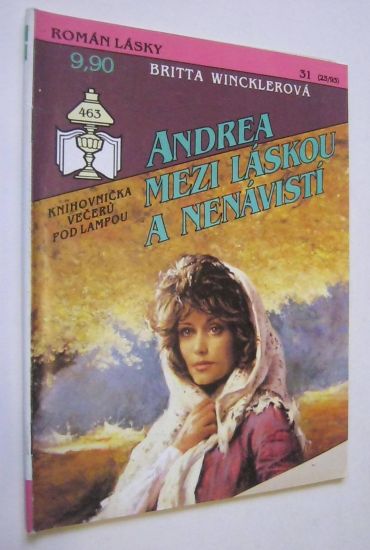 ROMÁN LÁSKY
9,90
31 (23/93)
BRITTA WINCKLEROVÁ
463
KNIHOVNIČKA
VEČERŮ
POD LAMPOU
ANDREA
MEZI LÁSKOU
A NENÁVISTÍ